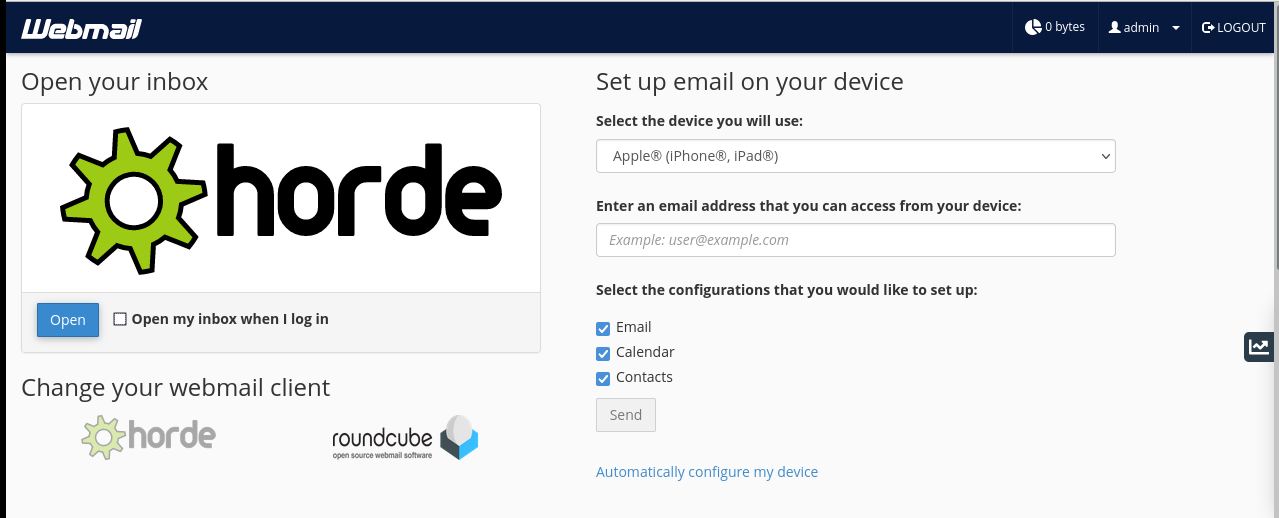 Webmail
0 bytes
admin
LOGOUT
Open your inbox
horde
Open
Open my inbox when I log in
Change your webmail client
horde
roundcube
open source webmail software
Set up email on your device
Select the device you will use:
Apple® (iPhone®, iPad®)
Enter an email address that you can access from your device:
Example: user@example.com
Select the configurations that you would like to set up:
Email
Calendar
Contacts
Send
Automatically configure my device